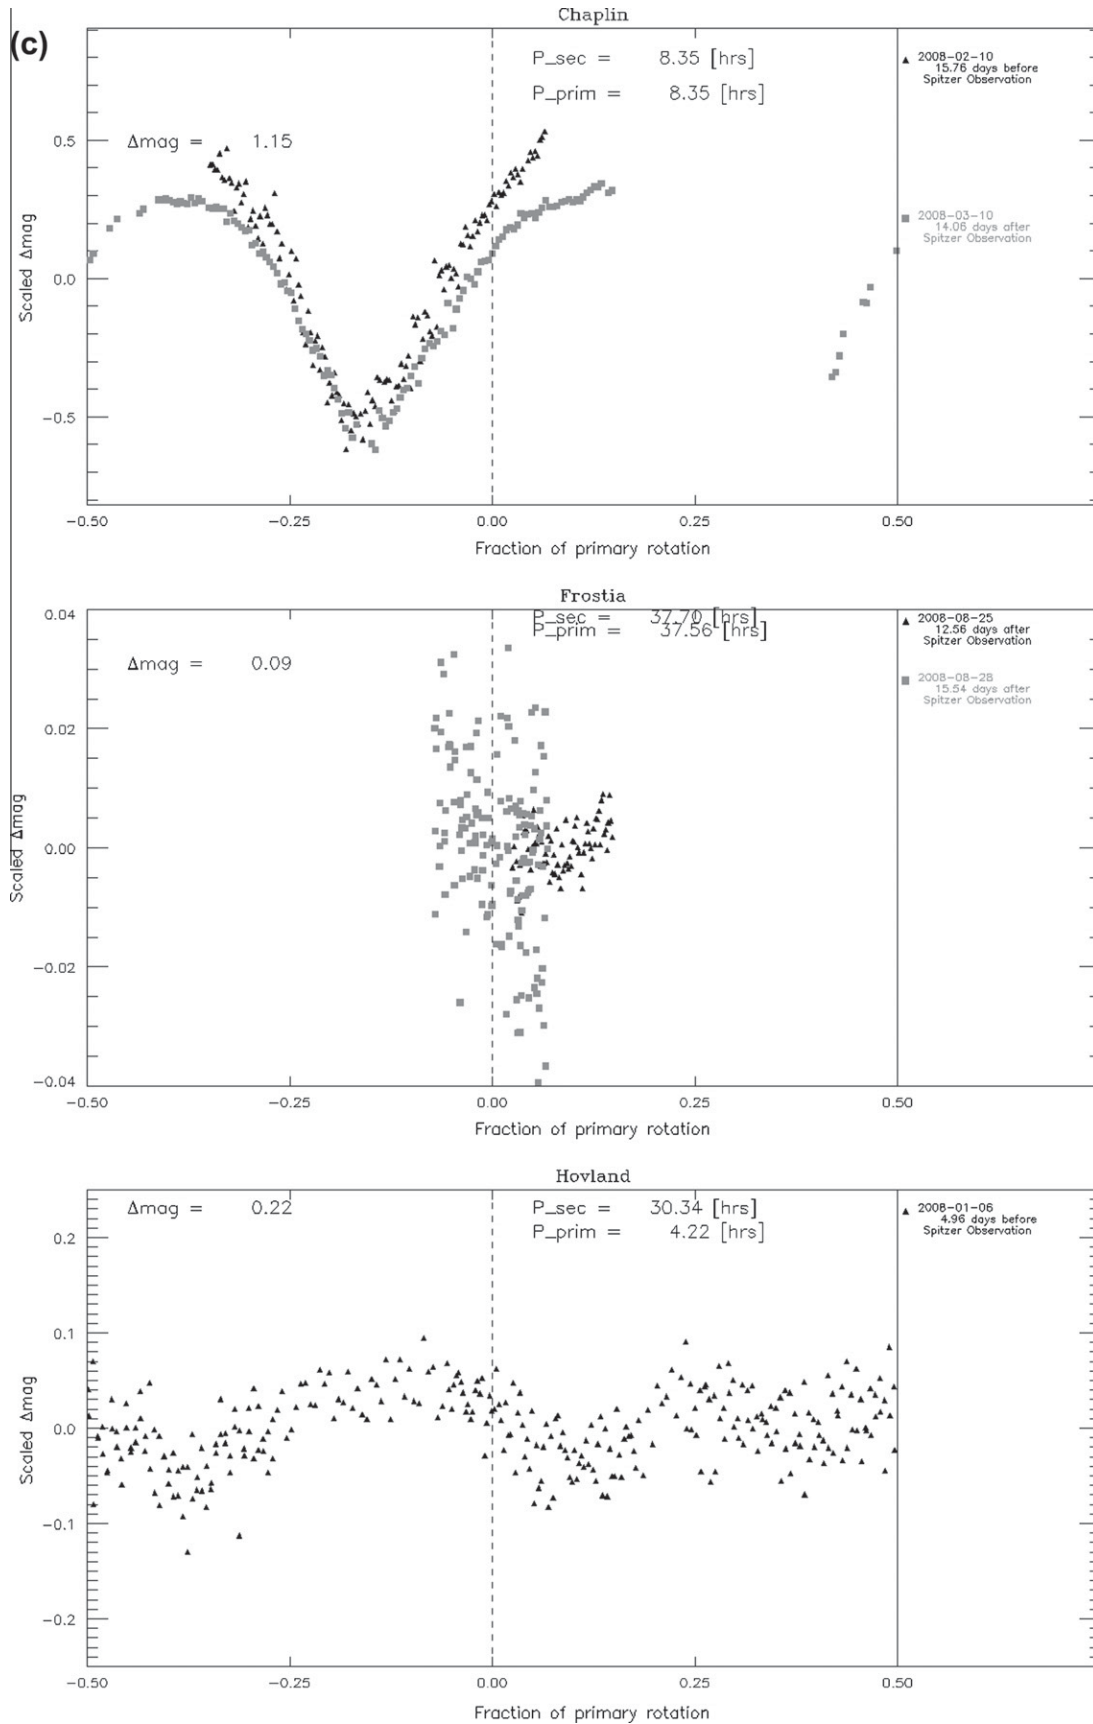 (c)
Chaplin
P_sec = 8.35 [hrs]
P_prim = 8.35 [hrs]
Δmag = 1.15
2008-02-10
15.76 days before
Spitzer Observation
2008-03-10
14.06 days after
Spitzer Observation
0.5
0.0
-0.5
Scaled Δmag
-0.50
-0.25
0.00
0.25
0.50
Fraction of primary rotation
Frostia
P_sec = 37.70 [hrs]
P_prim = 37.56 [hrs]
Δmag = 0.09
2008-08-25
12.56 days after
Spitzer Observation
2008-08-28
15.54 days after
Spitzer Observation
0.04
0.02
0.00
-0.02
-0.04
Scaled Δmag
-0.50
-0.25
0.00
0.25
0.50
Fraction of primary rotation
Hovland
Δmag = 0.22
P_sec = 30.34 [hrs]
P_prim = 4.22 [hrs]
2008-01-06
4.96 days before
Spitzer Observation
0.2
0.1
0.0
-0.1
-0.2
Scaled Δmag
-0.50
-0.25
0.00
0.25
0.50
Fraction of primary rotation